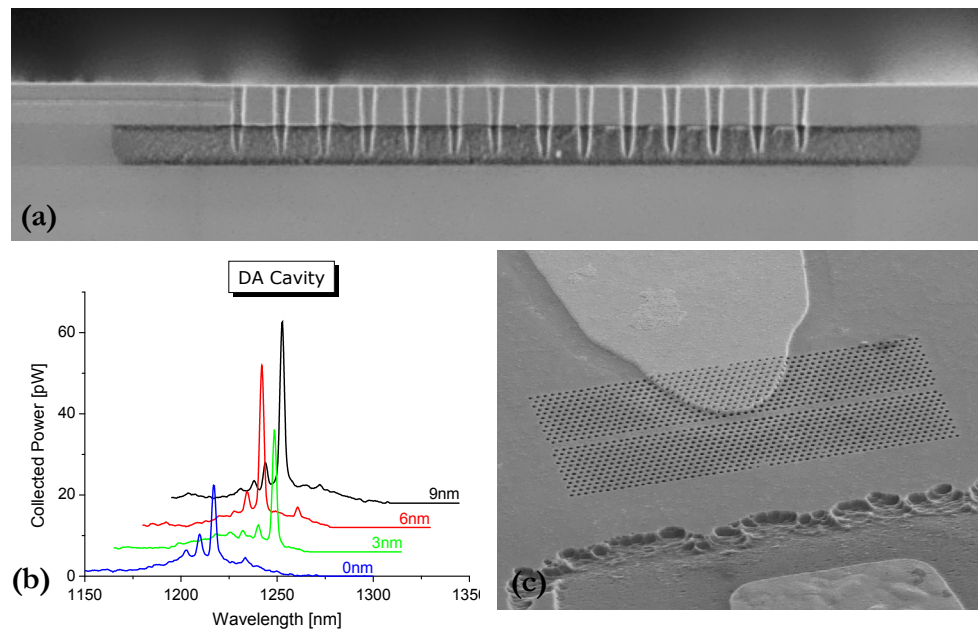 (a)
DA Cavity
Collected Power [pW]
60
40
20
0
9nm
6nm
3nm
0nm
1150
1200
1250
1300
1350
Wavelength [nm]
(b)
(c)